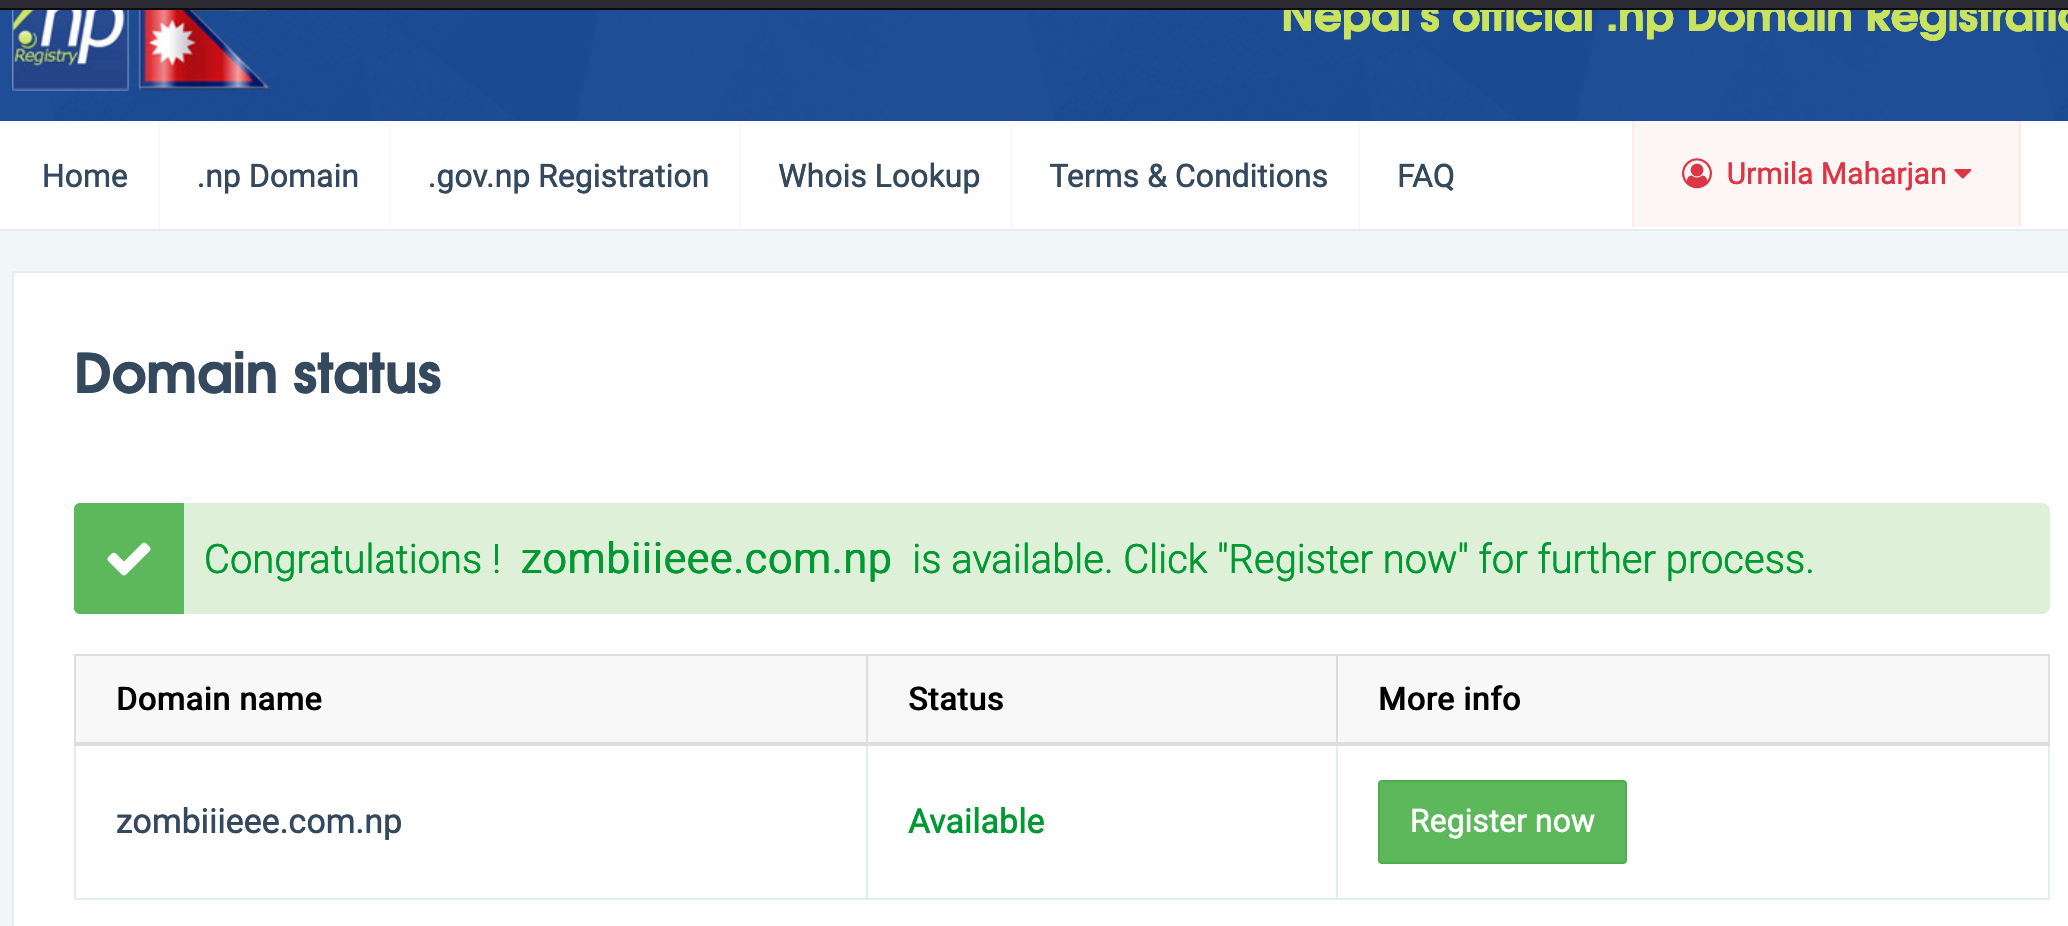 .np
Registry
Nepal's official .np Domain Registratio
Home .np Domain .gov.np Registration Whois Lookup Terms & Conditions FAQ Urmila Maharjan
Domain status
Congratulations ! zombiiieee.com.np is available. Click "Register now" for further process.
Domain name Status More info
zombiiieee.com.np Available Register now